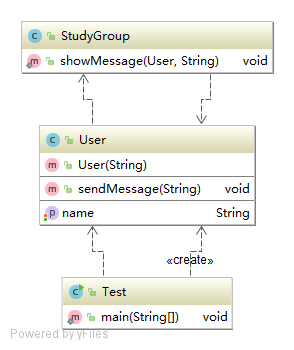 StudyGroup
showMessage(User, String) void
User
User(String)
sendMessage(String) void
name String
«create»
Test
main(String[]) void
Powered by yFiles